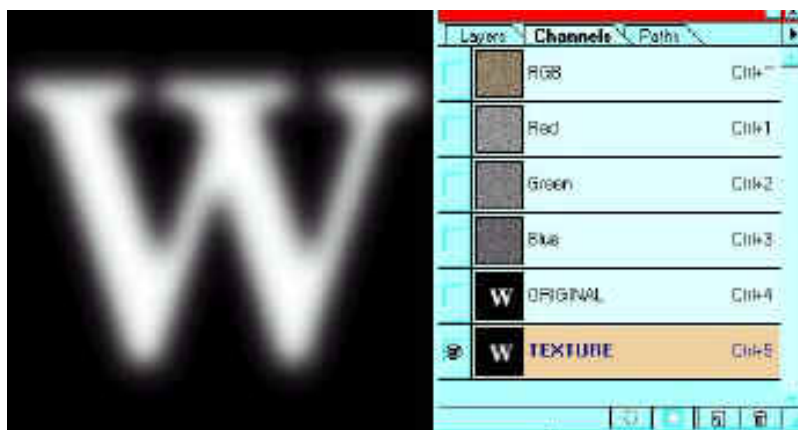 W
Layers Channels Paths
RGB Ctrl+~
Red Ctrl+1
Green Ctrl+2
Blue Ctrl+3
W ORIGINAL Ctrl+4
W TEXTURE Ctrl+5